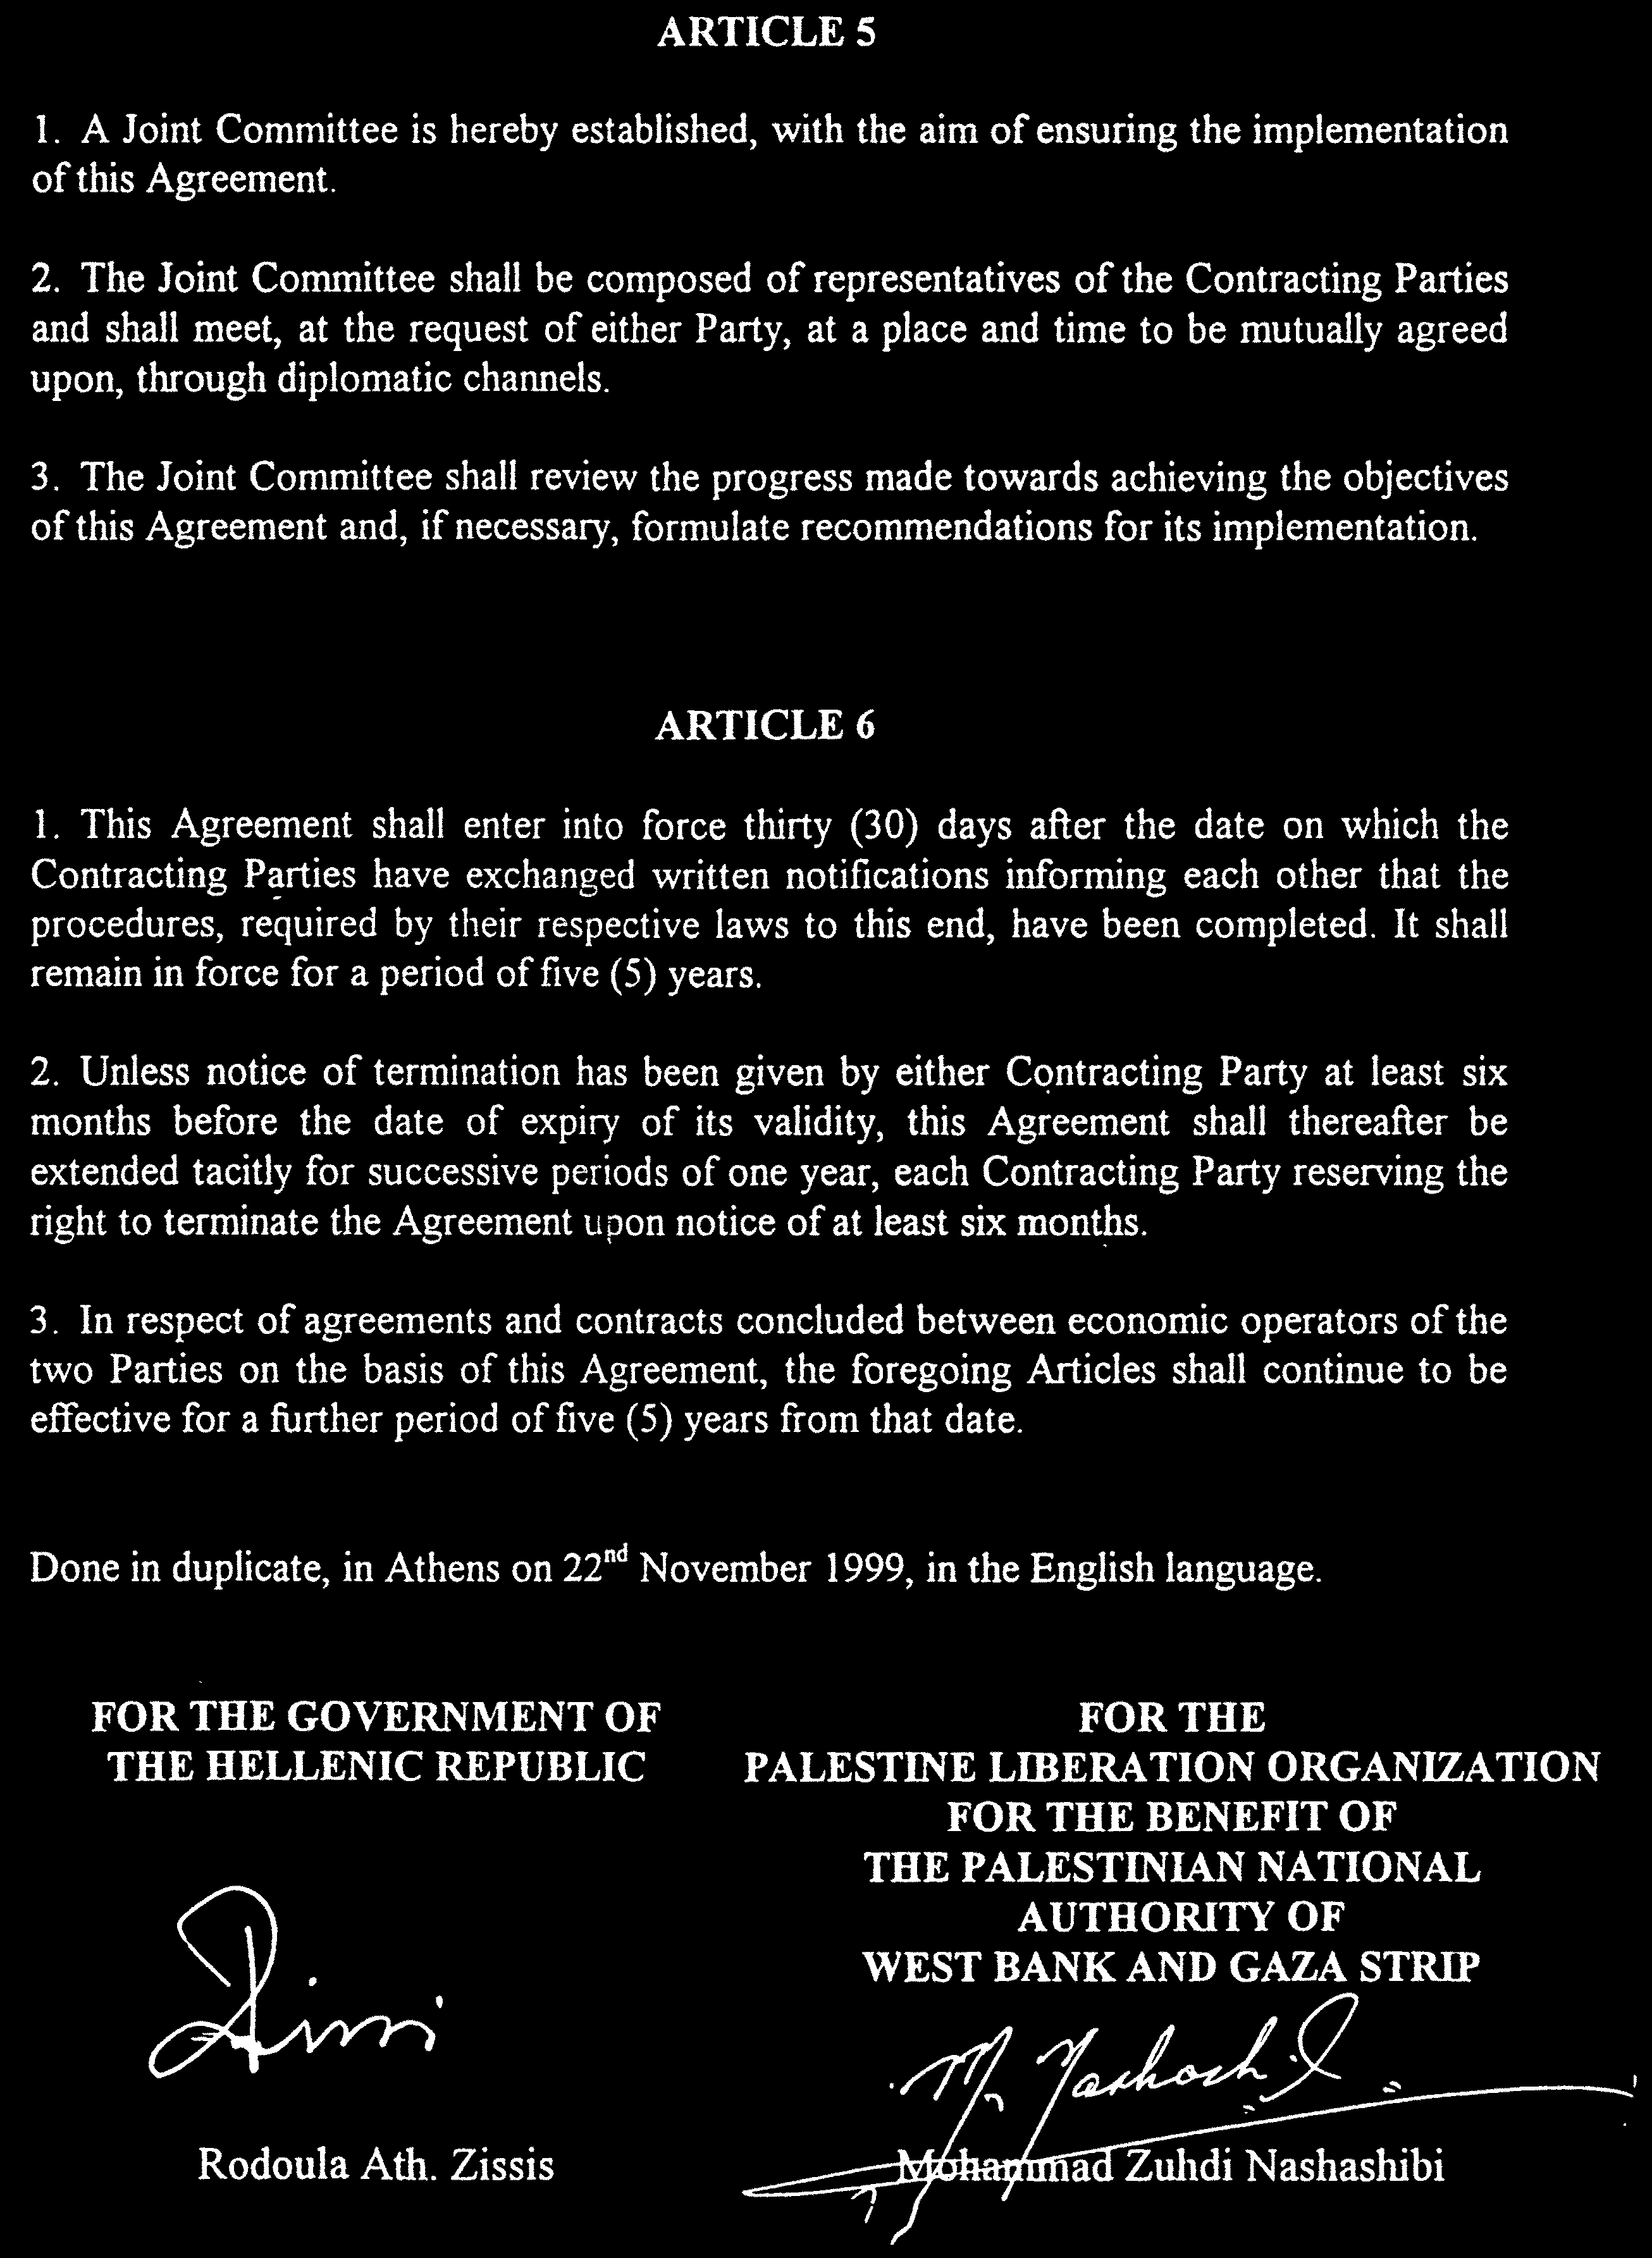 ARTICLE 5
1. A Joint Committee is hereby established, with the aim of ensuring the implementation
of this Agreement.
2. The Joint Committee shall be composed of representatives of the Contracting Parties
and shall meet, at the request of either Party, at a place and time to be mutually agreed
upon, through diplomatic channels.
3. The Joint Committee shall review the progress made towards achieving the objectives
of this Agreement and, if necessary, formulate recommendations for its implementation.
ARTICLE 6
1. This Agreement shall enter into force thirty (30) days after the date on which the
Contracting Parties have exchanged written notifications informing each other that the
procedures, required by their respective laws to this end, have been completed. It shall
remain in force for a period of five (5) years.
2. Unless notice of termination has been given by either Contracting Party at least six
months before the date of expiry of its validity, this Agreement shall thereafter be
extended tacitly for successive periods of one year, each Contracting Party reserving the
right to terminate the Agreement upon notice of at least six months.
3. In respect of agreements and contracts concluded between economic operators of the
two Parties on the basis of this Agreement, the foregoing Articles shall continue to be
effective for a further period of five (5) years from that date.
Done in duplicate, in Athens on 22nd November 1999, in the English language.
FOR THE GOVERNMENT OF
THE HELLENIC REPUBLIC
FOR THE
PALESTINE LIBERATION ORGANIZATION
FOR THE BENEFIT OF
THE PALESTINIAN NATIONAL
AUTHORITY OF
WEST BANK AND GAZA STRIP
M. Nashashibi
Rodoula Ath. Zissis
Mohammad Zuhdi Nashashibi